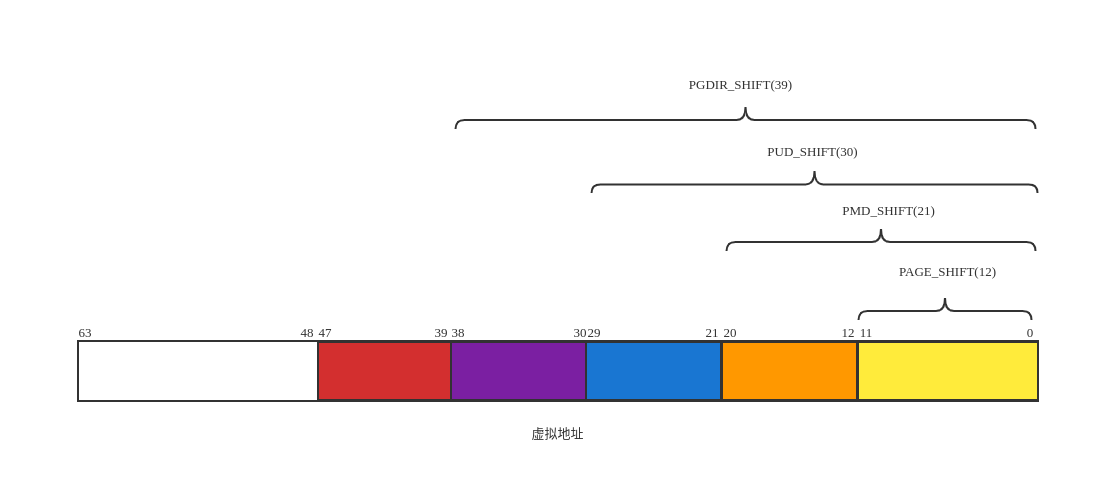 PGDIR_SHIFT(39)
PUD_SHIFT(30)
PMD_SHIFT(21)
PAGE_SHIFT(12)
63 48 47 39 38 30 29 21 20 12 11 0
虚拟地址